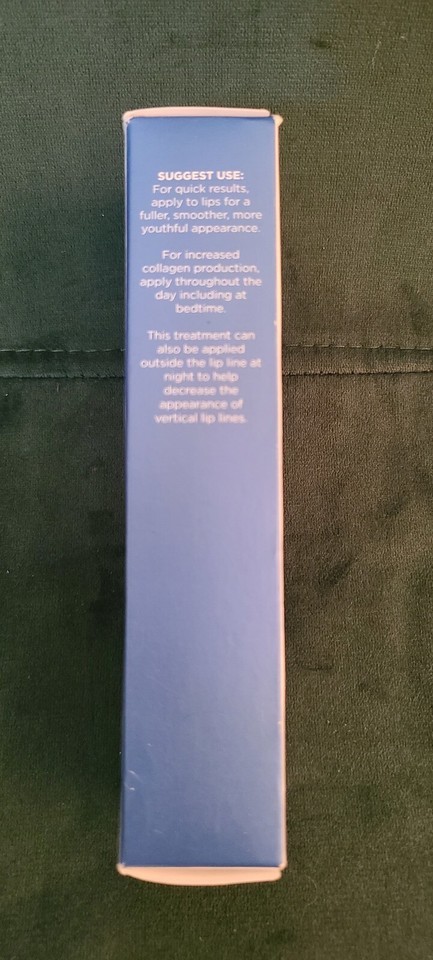 SUGGEST USE:
For quick results,
apply to lips for a
fuller, smoother, more
youthful appearance.
For increased
collagen production,
apply throughout the
day including at
bedtime.
This treatment can
also be applied
outside the lip line at
night to help
decrease the
appearance of
vertical lip lines.